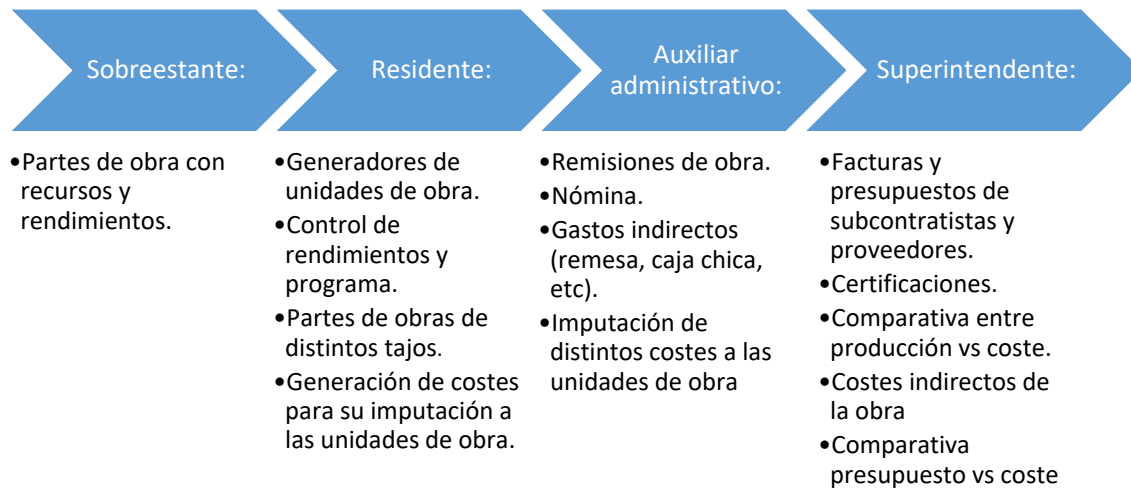 Sobreestante:
•Partes de obra con
recursos y
rendimientos.
Residente:
•Generadores de
unidades de obra.
•Control de
rendimientos y
programa.
•Partes de obras de
distintos tajos.
•Generación de costes
para su imputación a
las unidades de obra.
Auxiliar
administrativo:
•Remisiones de obra.
•Nómina.
•Gastos indirectos
(remesa, caja chica,
etc).
•Imputación de
distintos costes a las
unidades de obra
Superintendente:
•Facturas y
presupuestos de
subcontratistas y
proveedores.
•Certificaciones.
•Comparativa entre
producción vs coste.
•Costes indirectos de
la obra
•Comparativa
presupuesto vs coste